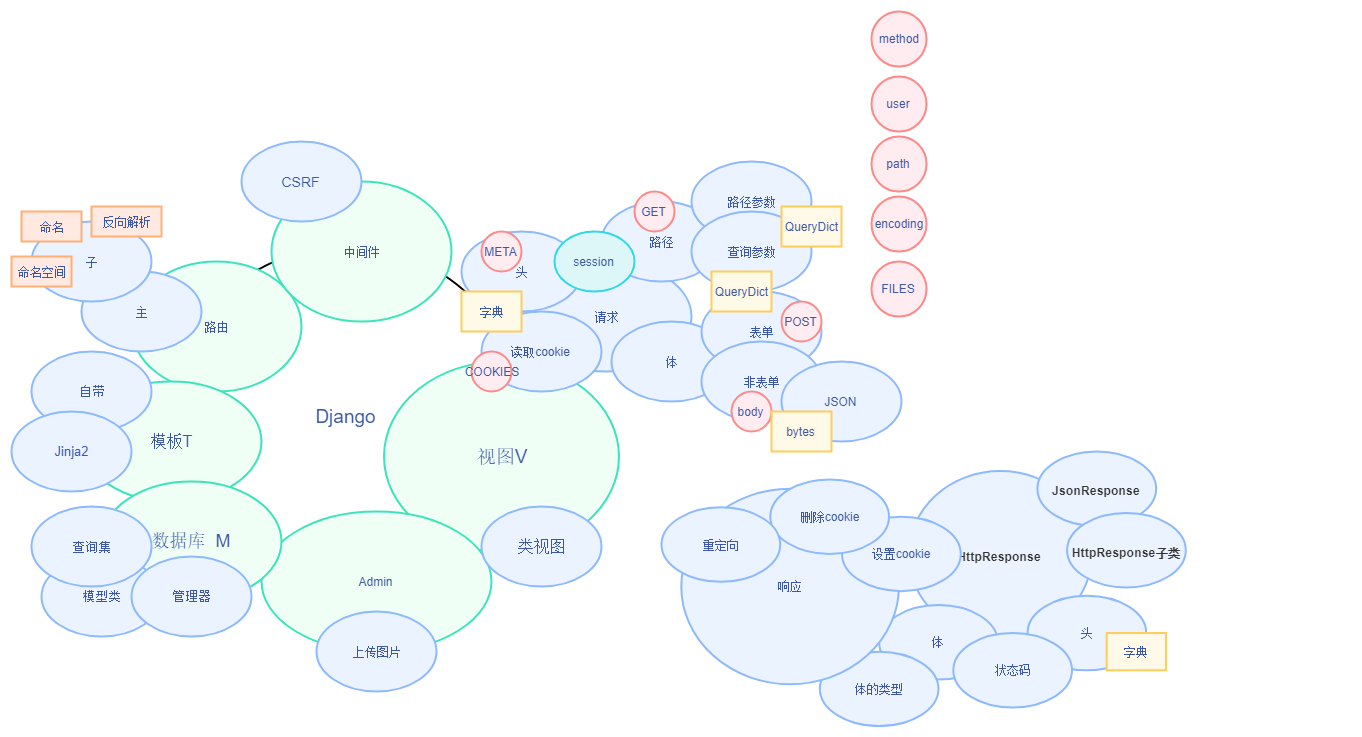 method
user
path
encoding
FILES
CSRF
中间件
命名
反向解析
子
命名空间
主
路由
META
头
字典
session
GET
路径
路径参数
QueryDict
查询参数
QueryDict
请求
读取cookie
COOKIES
体
表单
POST
非表单
JSON
body
bytes
自带
模板T
Jinja2
Django
视图V
类视图
查询集
数据库 M
模型类
管理器
Admin
上传图片
重定向
删除cookie
设置cookie
响应
HttpResponse
JsonResponse
HttpResponse子类
体
头
字典
状态码
体的类型